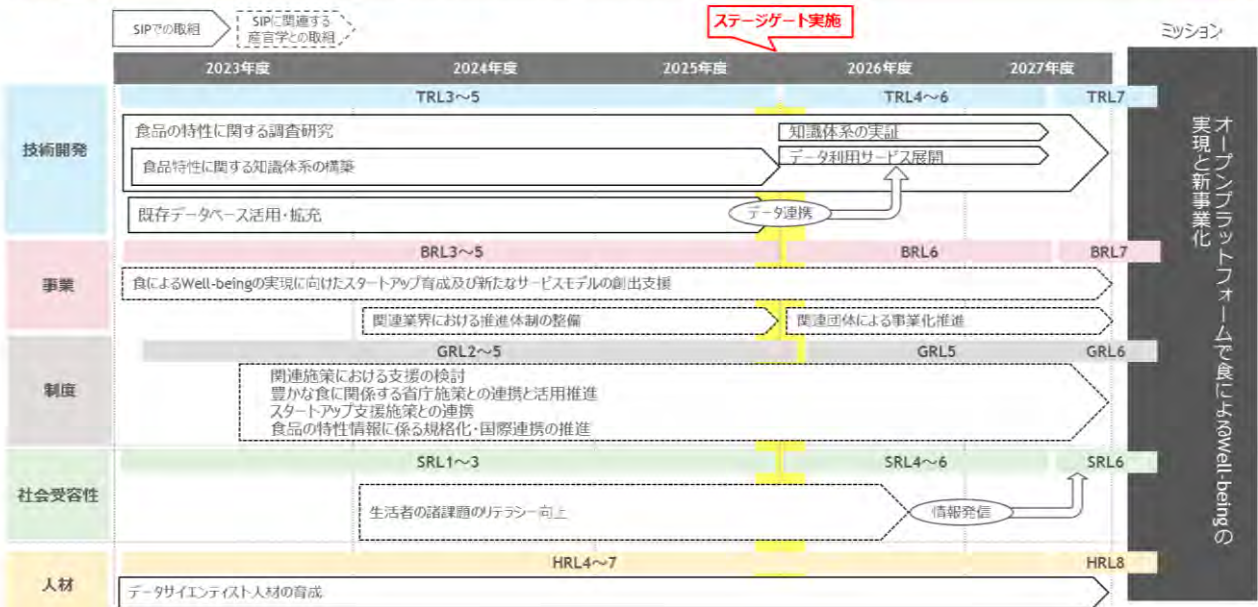 SIPでの取組
SIPに関連する
産官学との取組
ステージゲート実施
ミッション
2023年度
2024年度
2025年度
2026年度
2027年度
技術開発
TRL3~5
TRL4~6
TRL7
食品の特性に関する調査研究
知識体系の実証
食品特性に関する知識体系の構築
データ利用サービス展開
既存データベース活用・拡充
データ連携
事業
BRL3~5
BRL6
BRL7
食によるWell-beingの実現に向けたスタートアップ育成及び新たなサービスモデルの創出支援
関連業界における推進体制の整備
関連団体による事業化推進
制度
GRL2~5
GRL5
GRL6
関連施策における支援の検討
豊かな食に関係する省庁施策との連携と活用推進
スタートアップ支援施策との連携
食品の特性情報に係る規格化・国際連携の推進
社会受容性
SRL1~3
SRL4~6
SRL6
生活者の諸課題のリテラシー向上
情報発信
人材
HRL4~7
HRL8
データサイエンティスト人材の育成
オープンプラットフォームで食によるWell-beingの
実現と新事業化